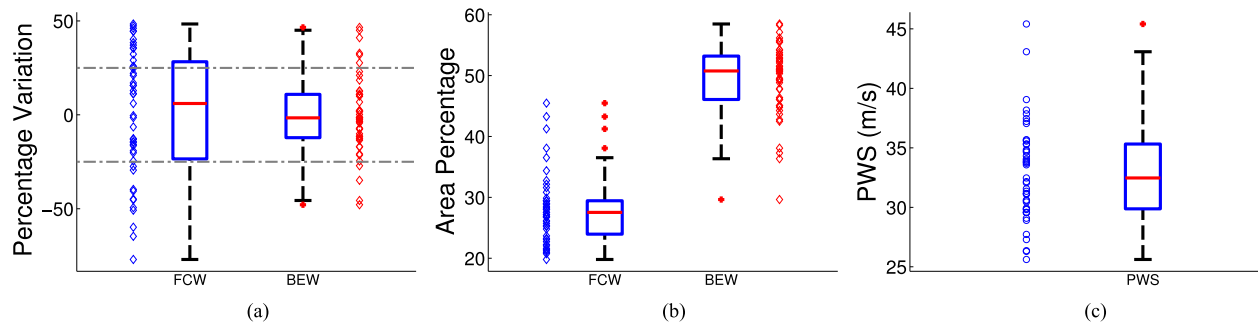 Percentage Variation
50
0
−50
FCW
BEW
(a)
Area Percentage
60
50
40
30
20
FCW
BEW
(b)
PWS (m/s)
45
40
35
30
25
PWS
(c)